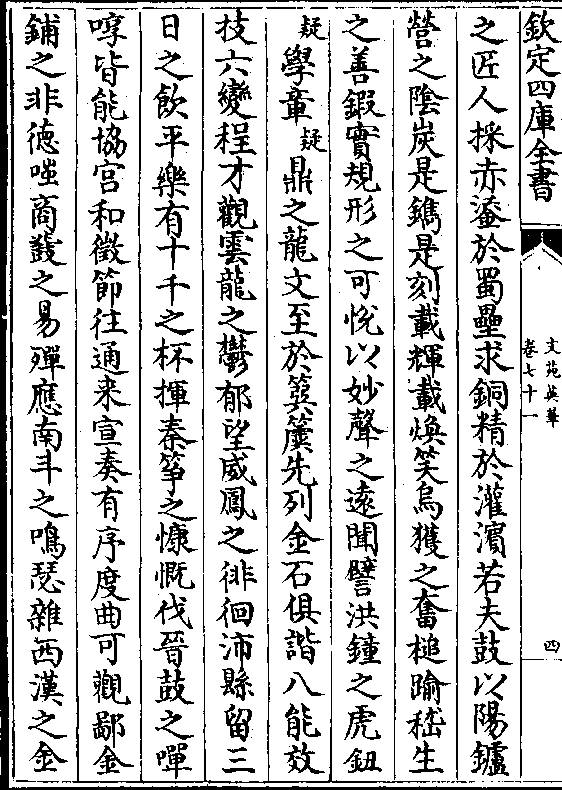 欽定四庫全書
文苑英華
卷七十一
四
之匠人採赤瀣於蜀壘求銅精於灌濵若夫鼓以陽鑪
營之陰炭是鐫是刻載輝載煥笑烏獲之奮槌踰嵇生
之善鍜實規形之可悅以妙聲之遠聞譬洪鐘之虎鈕
疑學童疑鼎之龍文至於簨簴先列金石俱諧八能效
技六變程才觀雲龍之鬱郁望威鳳之徘徊沛縣留三
日之飲平樂有十千之杯揮秦筝之慷慨伐晉鼓之嘽
啍皆能協宫和徵節往通来宣奏有序度曲可觀鄙金
鋪之非徳嗤商𦔳之易殫應南斗之鳴瑟雜西漢之金